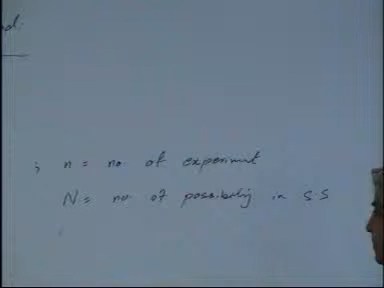 ; n = no. of experiment
N = no. of possibility in S.S